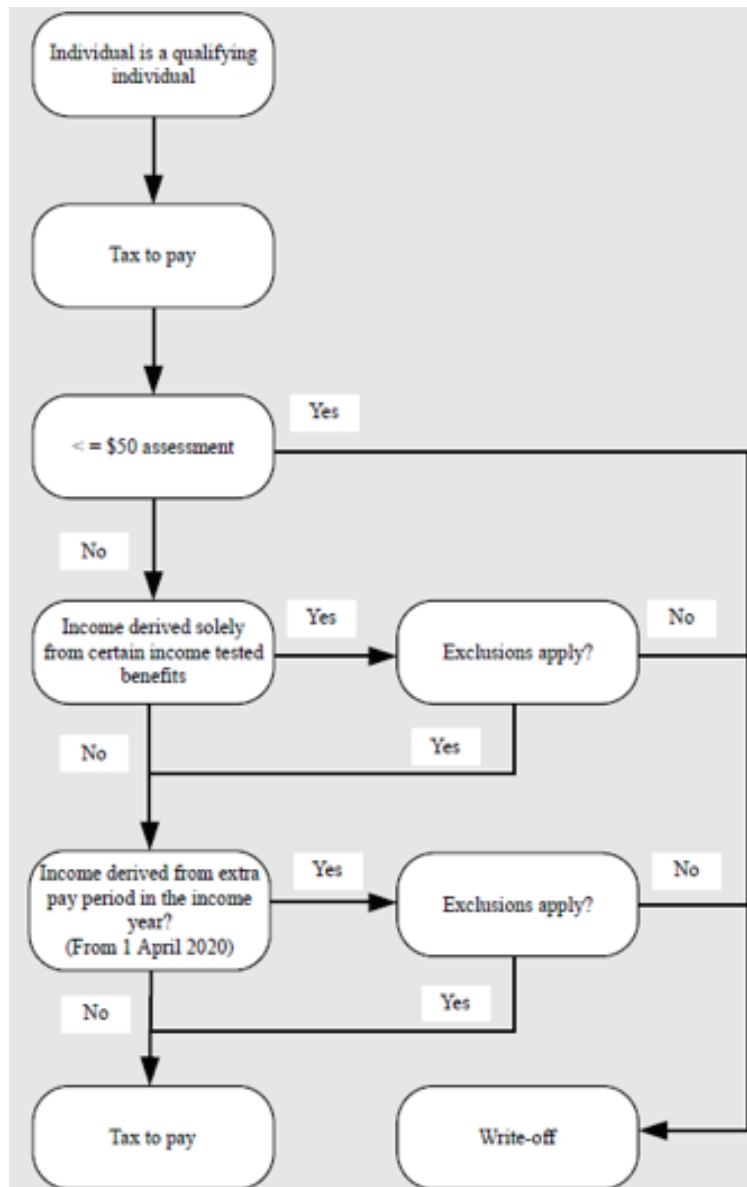 Individual is a qualifying
individual
Tax to pay
Yes
< = $50 assessment
No
Income derived solely
from certain income tested
benefits
Yes
Exclusions apply?
No
No
Yes
Income derived from extra
pay period in the income
year?
(From 1 April 2020)
Yes
Exclusions apply?
No
No
Yes
Tax to pay
Write-off